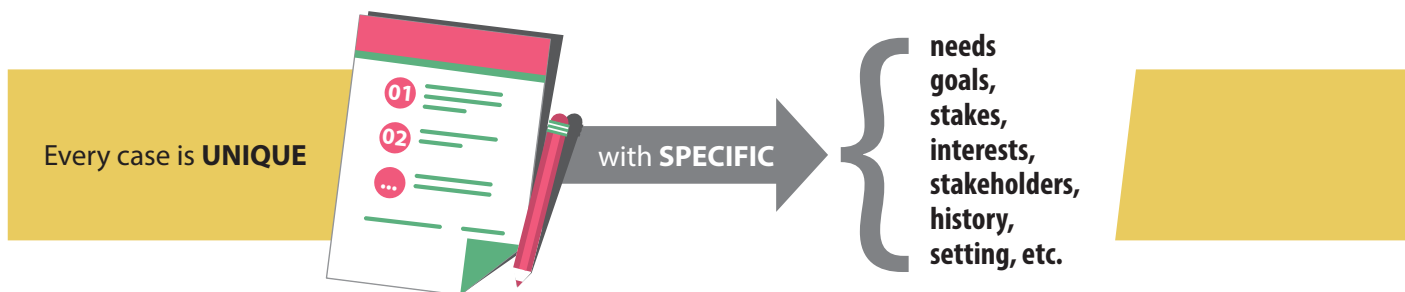 Every case is UNIQUE
01
02
...
with SPECIFIC
needs
goals,
stakes,
interests,
stakeholders,
history,
setting, etc.